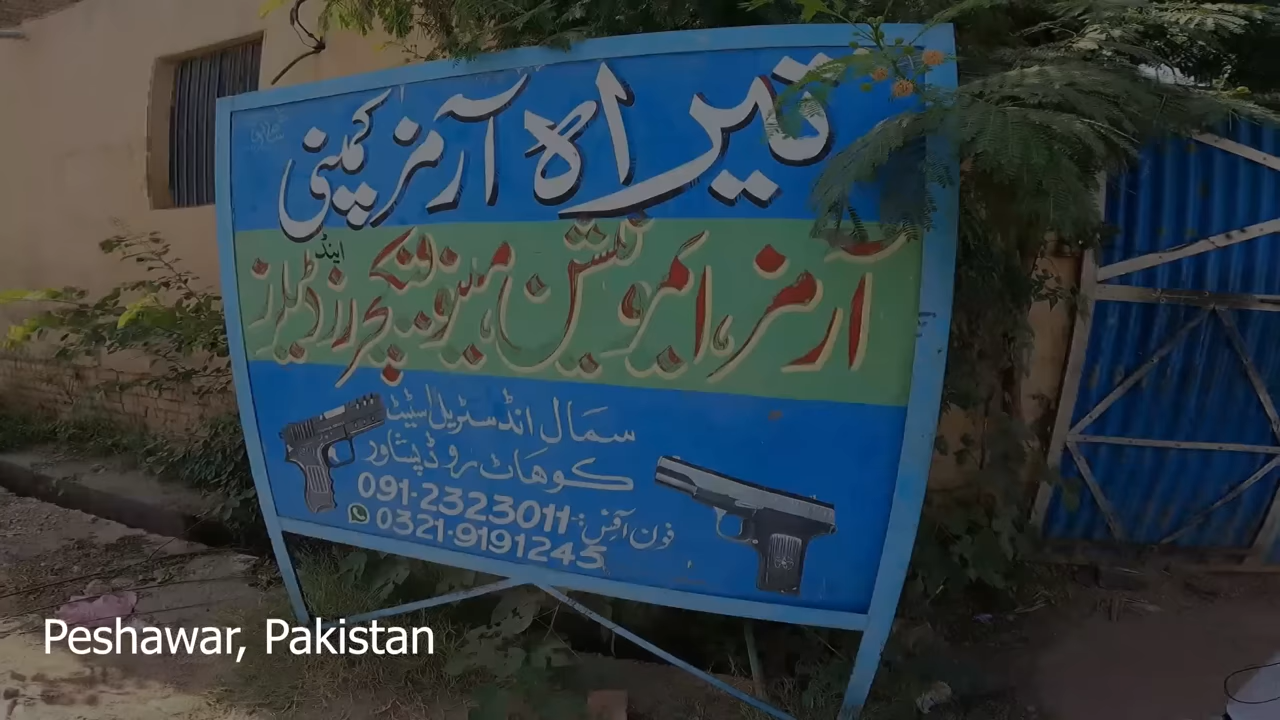 تیراہ آرمز کمپنی
آرمز، ایمونیشن، مینوفیکچررز اینڈ ڈیلرز
سمال انڈسٹریل اسٹیٹ
کوھاٹ روڈ پشاور
فون آفس: 091-2323011
0321-9191245
Peshawar, Pakistan